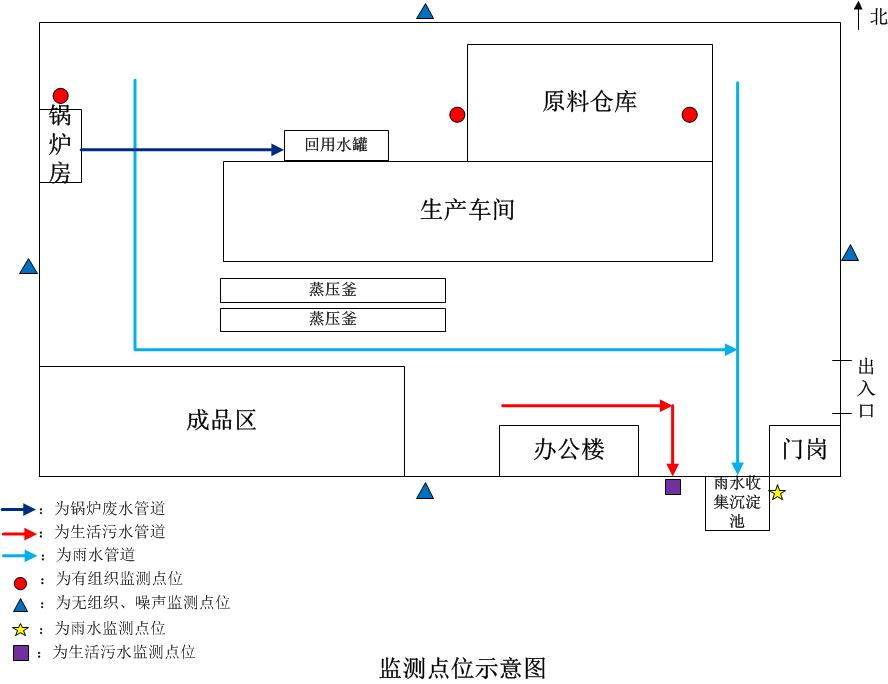 北
锅
炉
房
原料仓库
回用水罐
生产车间
蒸压釜
蒸压釜
出
入
口
成品区
办公楼
门岗
雨水收
集沉淀
池
：为锅炉废水管道
：为生活污水管道
：为雨水管道
：为有组织监测点位
：为无组织、噪声监测点位
：为雨水监测点位
：为生活污水监测点位
监测点位示意图